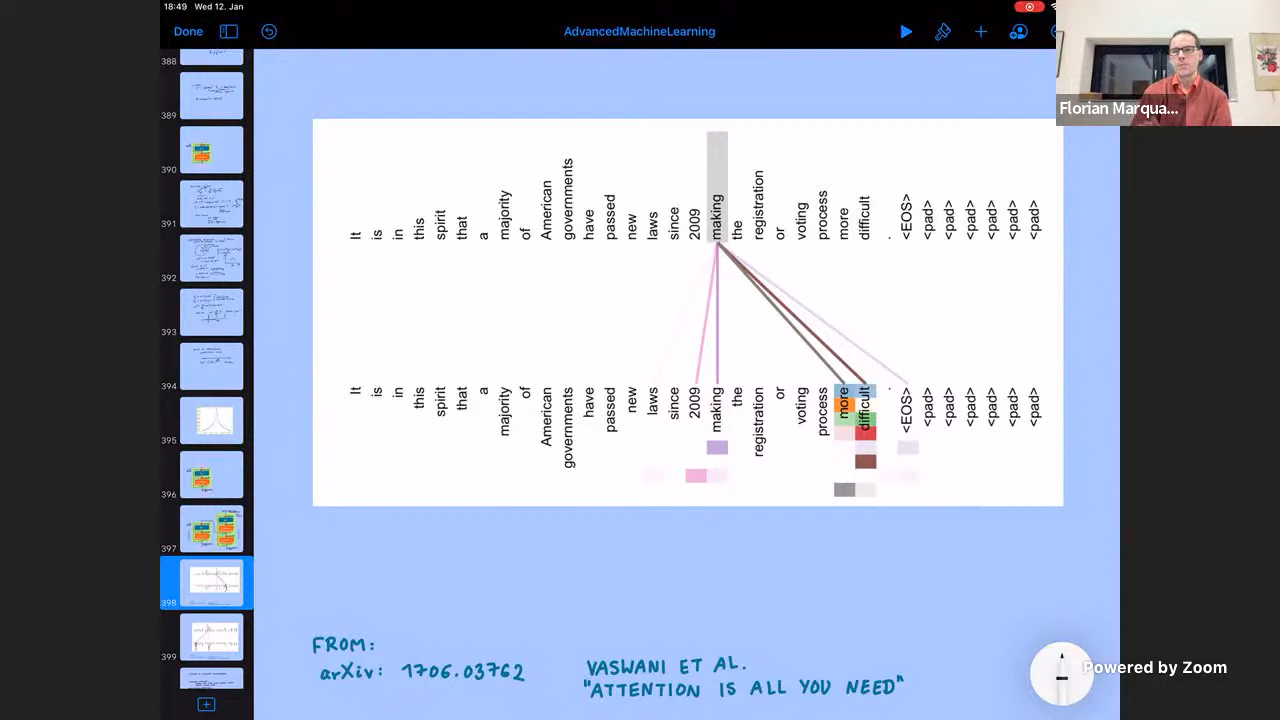 18:49 Wed 12. Jan
Done
AdvancedMachineLearning
Florian Marqua...
388
389
390
391
392
393
394
395
396
397
398
399
It is in this spirit that a majority of American governments have passed new laws since 2009 making the registration or voting process more difficult . <EOS> <pad> <pad> <pad> <pad> <pad> <pad>
It is in this spirit that a majority of American governments have passed new laws since 2009 making the registration or voting process more difficult . <EOS> <pad> <pad> <pad> <pad> <pad> <pad>
FROM:
arXiv: 1706.03762
VASWANI ET AL.
"ATTENTION IS ALL YOU NEED"
Powered by Zoom